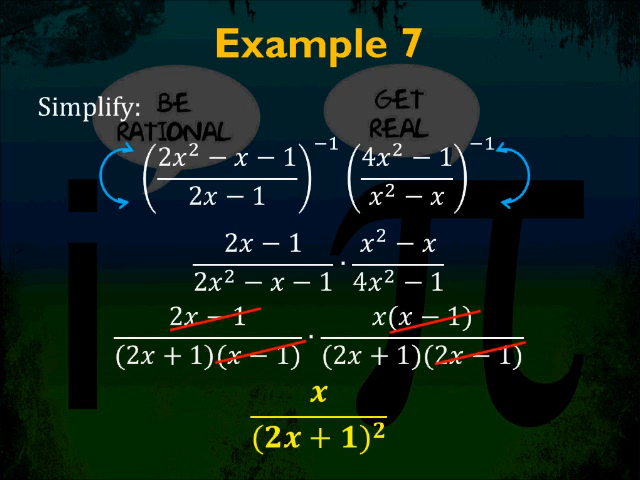 Example 7
Simplify:
BE
RATIONAL
GET
REAL
i π
((2x² − x − 1)/(2x − 1))⁻¹ ((4x² − 1)/(x² − x))⁻¹
(2x − 1)/(2x² − x − 1) · (x² − x)/(4x² − 1)
(2x − 1)/((2x + 1)(x − 1)) · (x(x − 1))/((2x + 1)(2x − 1))
x/(2x + 1)²